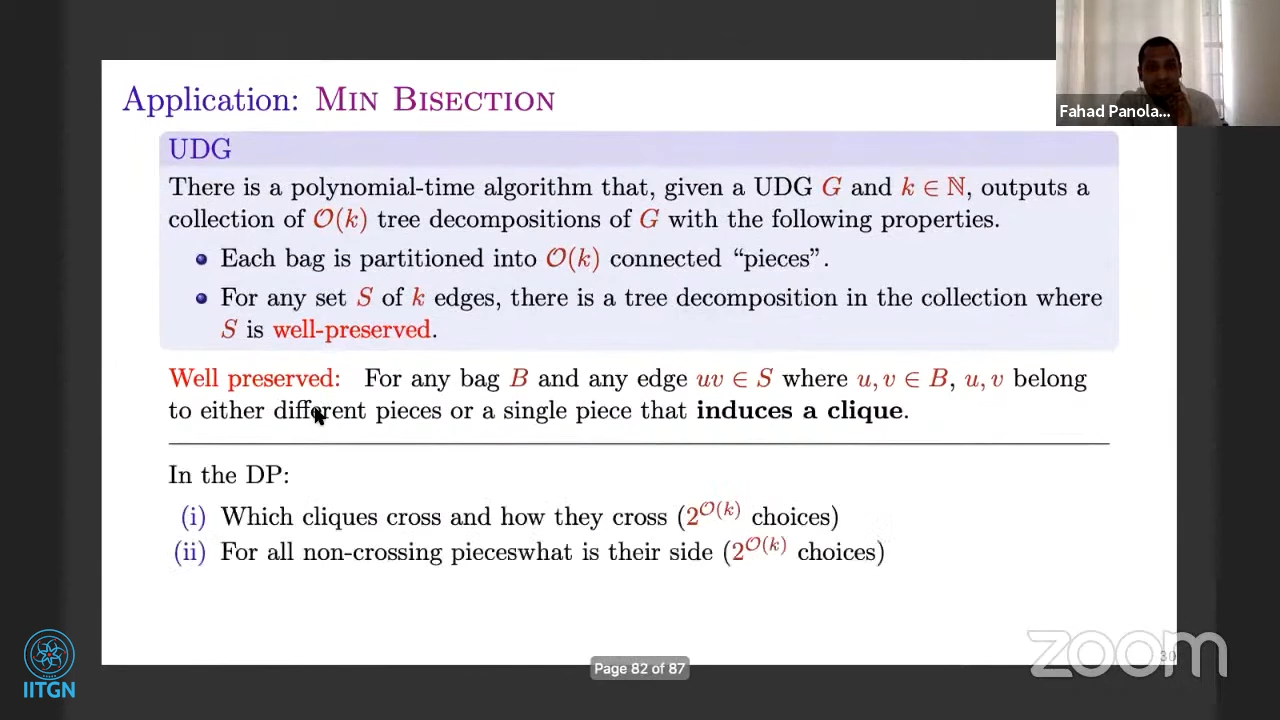 Application: MIN BISECTION
Fahad Panola...
UDG
There is a polynomial-time algorithm that, given a UDG G and k ∈ ℕ, outputs a
collection of O(k) tree decompositions of G with the following properties.
Each bag is partitioned into O(k) connected “pieces”.
For any set S of k edges, there is a tree decomposition in the collection where
S is well-preserved.
Well preserved: For any bag B and any edge uv ∈ S where u, v ∈ B, u, v belong
to either different pieces or a single piece that induces a clique.
In the DP:
(i) Which cliques cross and how they cross (2^O(k) choices)
(ii) For all non-crossing pieceswhat is their side (2^O(k) choices)
IITGN
Page 82 of 87
zoom
30